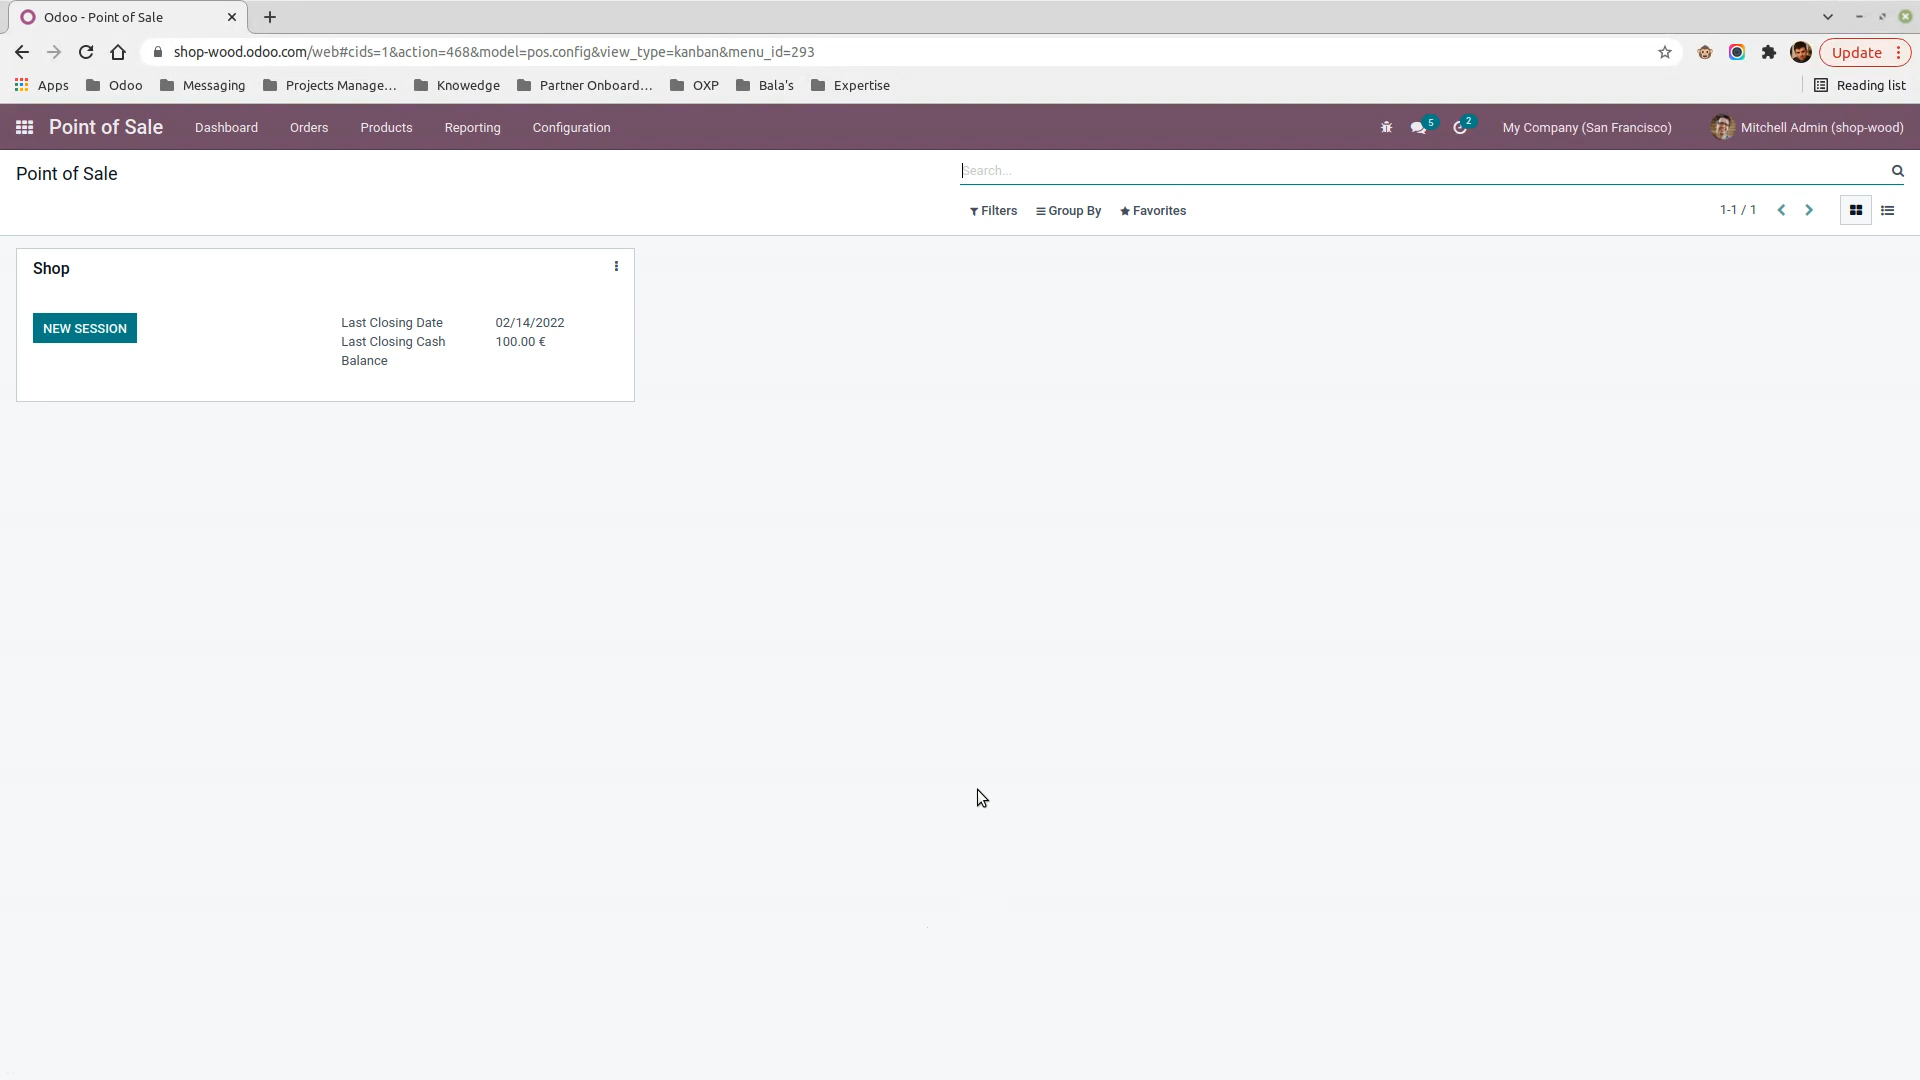 Odoo - Point of Sale
shop-wood.odoo.com/web#cids=1&action=468&model=pos.config&view_type=kanban&menu_id=293
Update
Apps Odoo Messaging Projects Manage... Knowedge Partner Onboard... OXP Bala's Expertise Reading list
Point of Sale Dashboard Orders Products Reporting Configuration 5 2 My Company (San Francisco) Mitchell Admin (shop-wood)
Point of Sale
Search...
Filters Group By Favorites 1-1 / 1
Shop
NEW SESSION
Last Closing Date 02/14/2022
Last Closing Cash 100.00 €
Balance